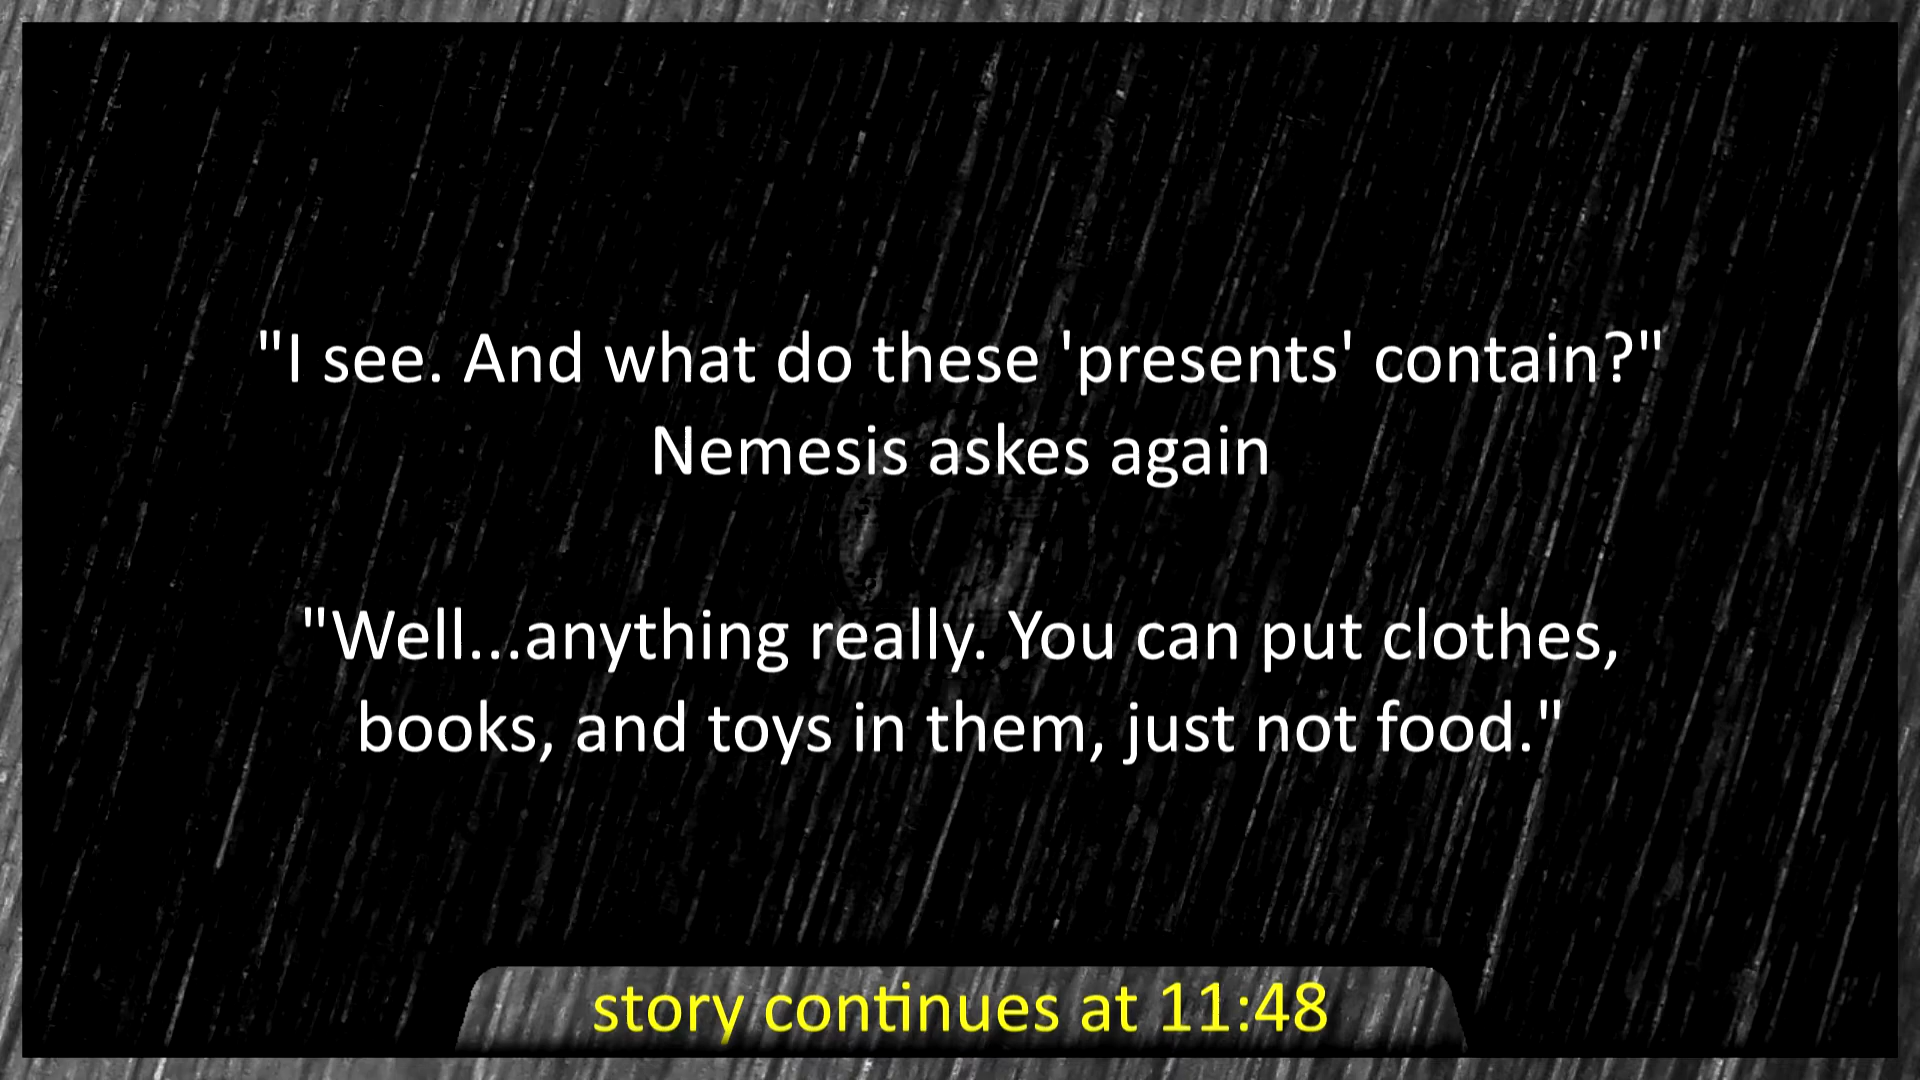 "I see. And what do these 'presents' contain?"
Nemesis askes again
"Well...anything really. You can put clothes,
books, and toys in them, just not food."
story continues at 11:48